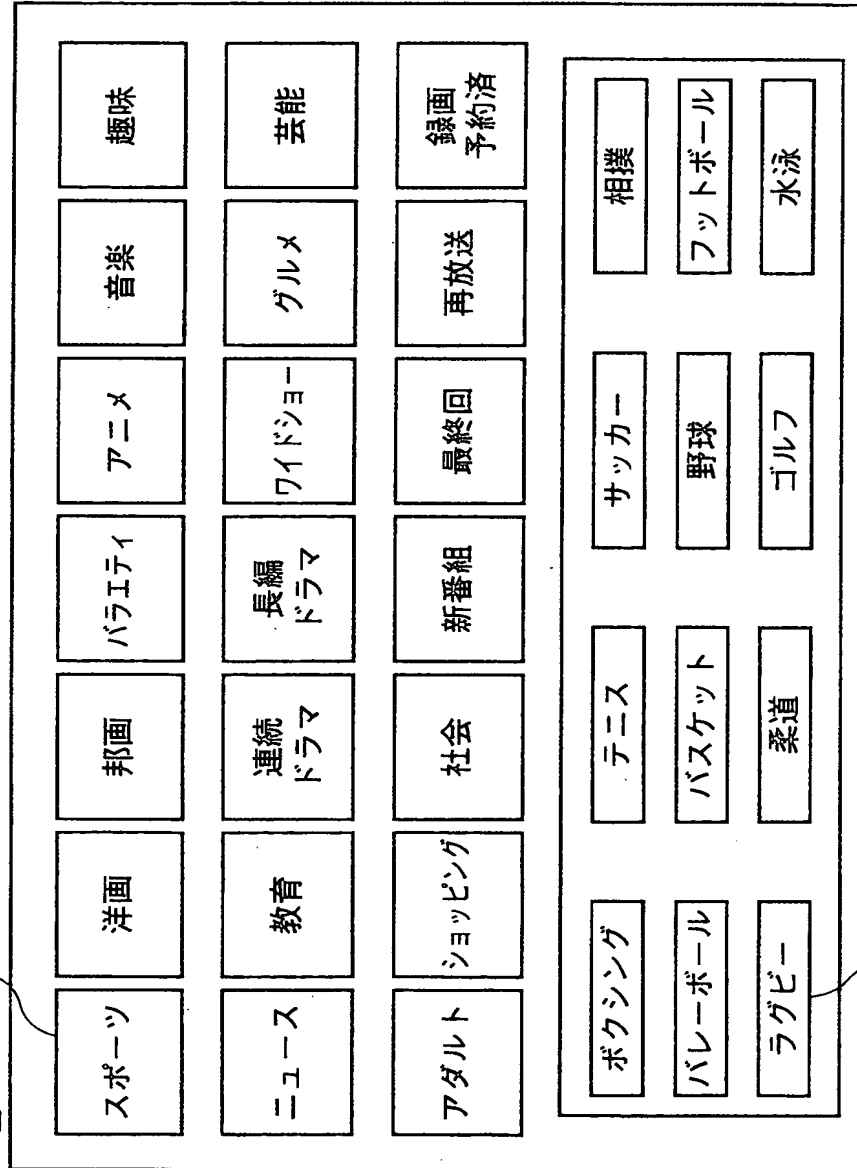 スポーツ
洋画
邦画
バラエティ
アニメ
音楽
趣味
ニュース
教育
連続
ドラマ
長編
ドラマ
ワイドショー
グルメ
芸能
アダルト
ショッピング
社会
新番組
最終回
再放送
録画
予約済
ボクシング
テニス
サッカー
相撲
バレーボール
バスケット
野球
フットボール
ラグビー
柔道
ゴルフ
水泳